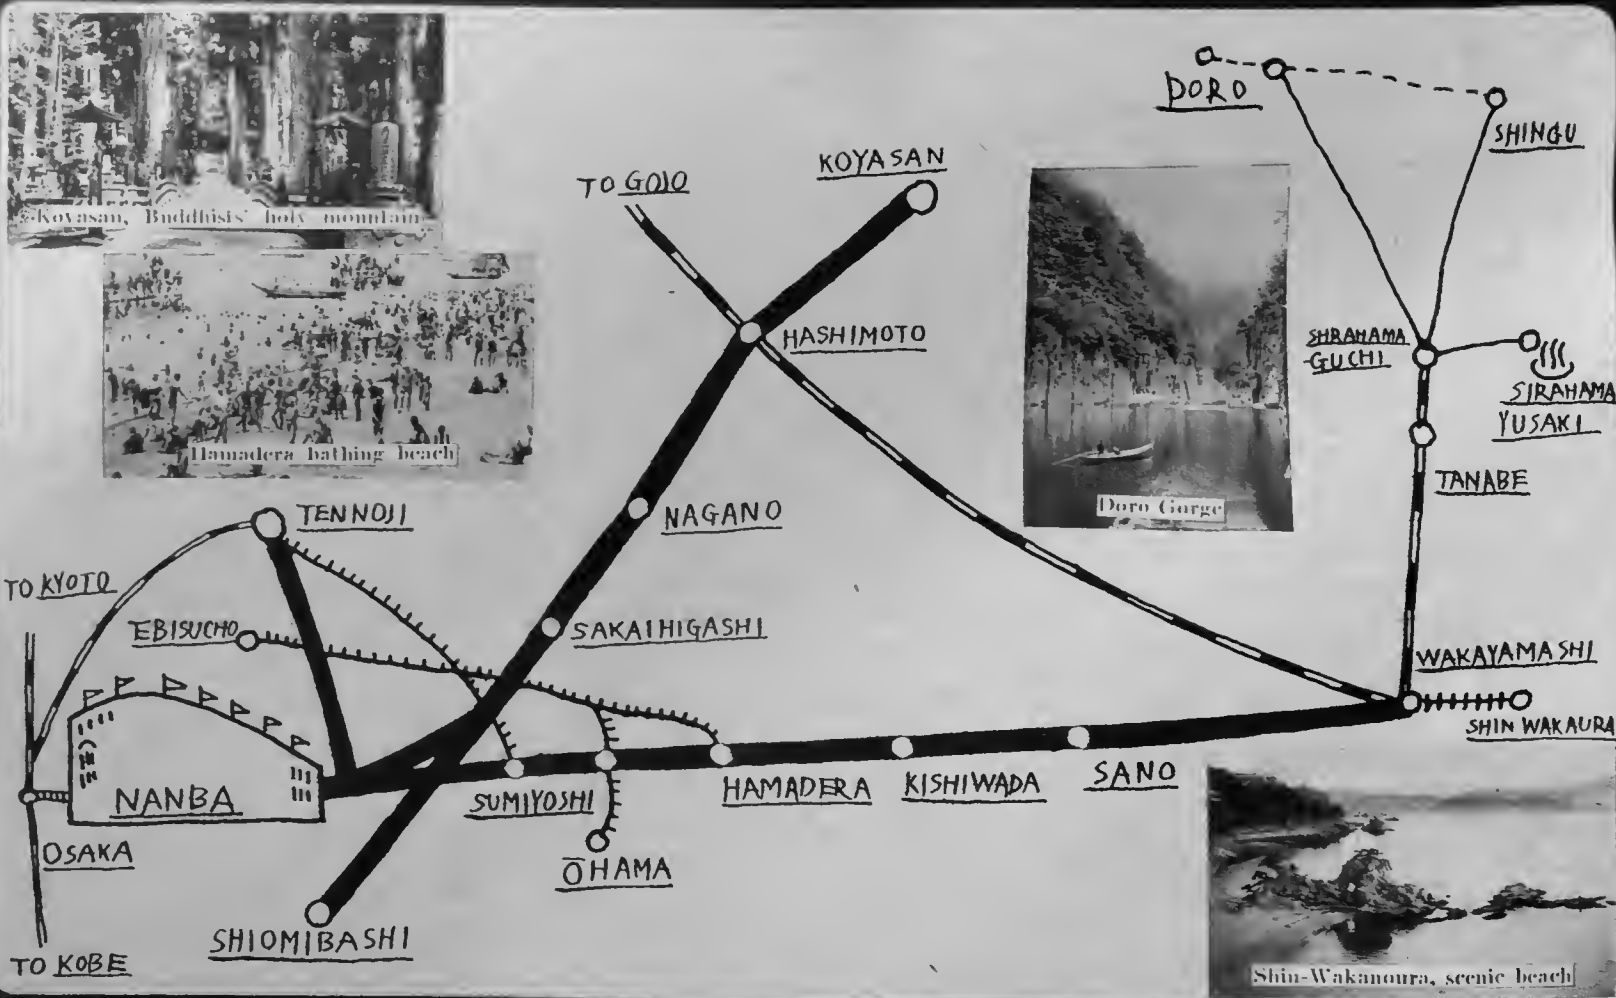 Koyasan, Buddhists' holy mountain
Hamadera bathing beach
DORO
SHINGU
KOYASAN
TO GOJO
HASHIMOTO
SHRAHAMA
-GUCHI
SIRAHAMA
YUSAKI
TANABE
Doro Gorge
NAGANO
TENNOJI
TO KYOTO
EBISUCHO
SAKAIHIGASHI
WAKAYAMASHI
SHIN WAKAURA
NANBA
SUMIYOSHI
HAMADERA
KISHIWADA
SANO
OSAKA
ŌHAMA
SHIOMIBASHI
TO KOBE
Shin-Wakanoura, scenic beach